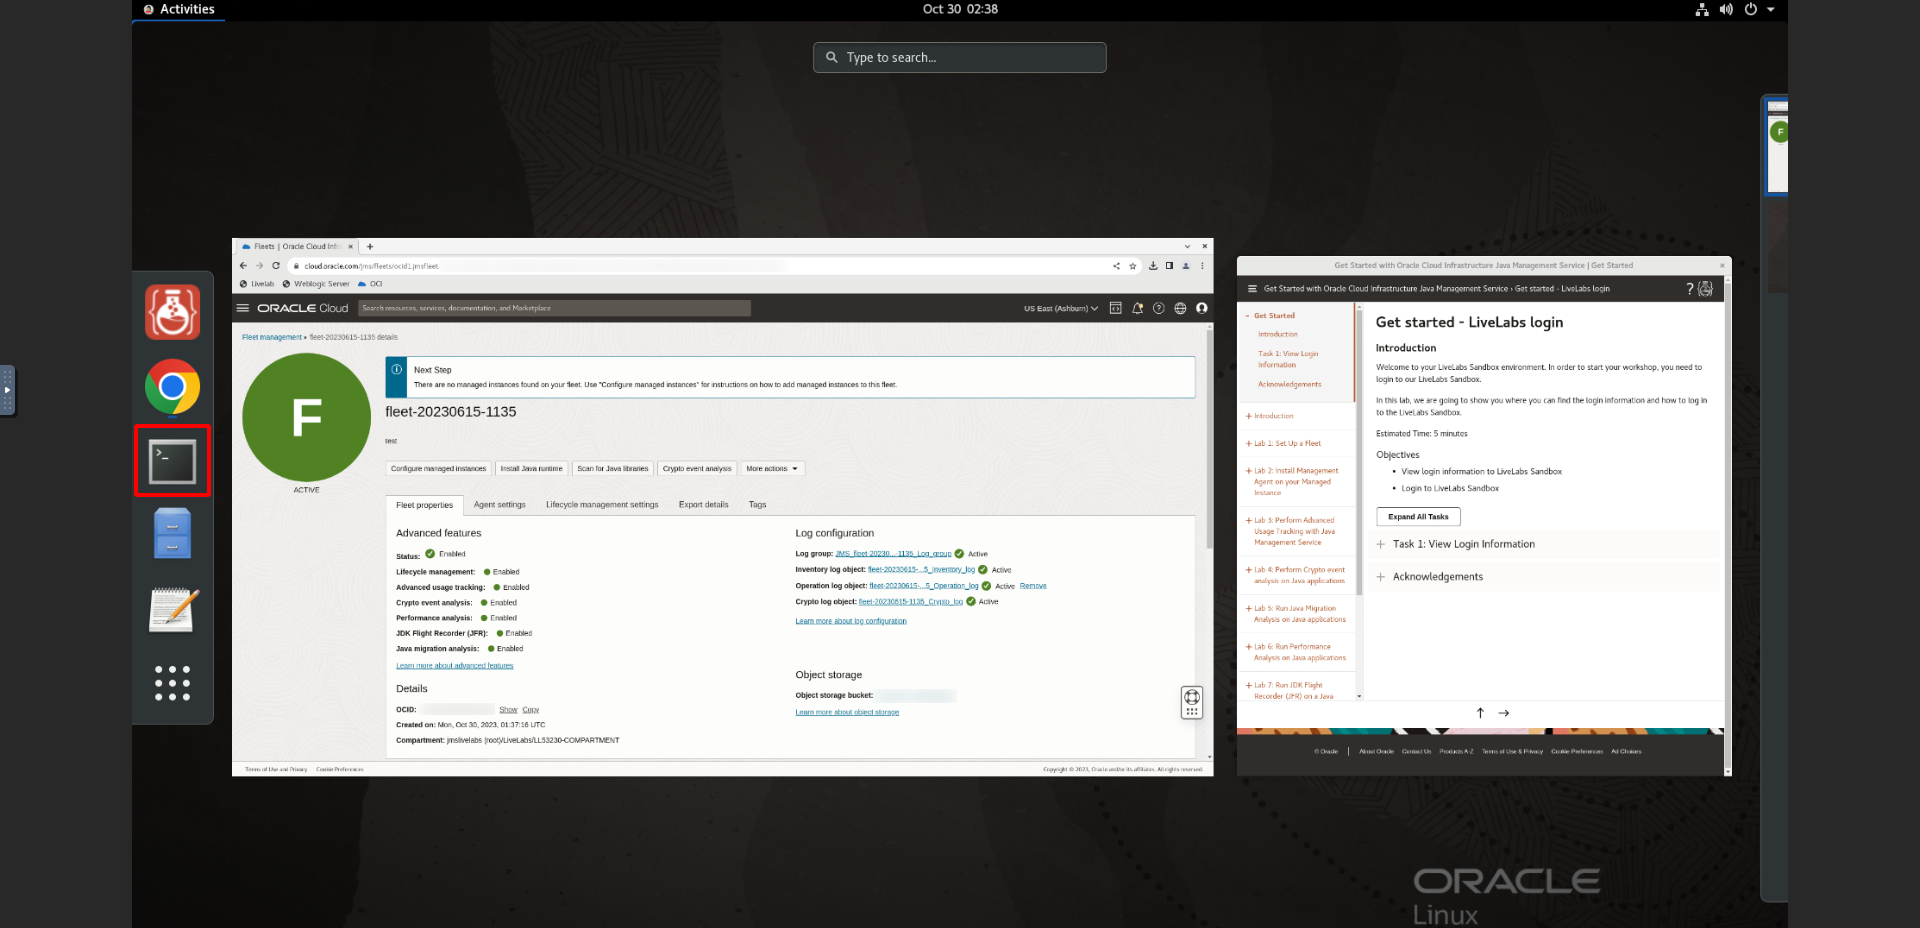 Activities
Oct 30 02:38
Type to search...
Fleets | Oracle Cloud Infr
cloud.oracle.com/jms/fleets/ocid1.jmsfleet.
Livelab
Weblogic Server
OCI
ORACLE Cloud
Search resources, services, documentation, and Marketplace
US East (Ashburn)
Fleet management » fleet-20230615-1135 details
F
ACTIVE
Next Step
There are no managed instances found on your fleet. Use "Configure managed instances" for instructions on how to add managed instances to this fleet.
fleet-20230615-1135
test
Configure managed instances
Install Java runtime
Scan for Java libraries
Crypto event analysis
More actions
Fleet properties
Agent settings
Lifecycle management settings
Export details
Tags
Advanced features
Status: Enabled
Lifecycle management: Enabled
Advanced usage tracking: Enabled
Crypto event analysis: Enabled
Performance analysis: Enabled
JDK Flight Recorder (JFR): Enabled
Java migration analysis: Enabled
Learn more about advanced features
Details
OCID: Show Copy
Created on: Mon, Oct 30, 2023, 01:37:16 UTC
Compartment: jmslivelabs (root)/LiveLabs/LL53230-COMPARTMENT
Log configuration
Log group: JMS_fleet-20230...-1135_Log_group Active
Inventory log object: fleet-20230615-...5_Inventory_log Active
Operation log object: fleet-20230615-...5_Operation_log Active Remove
Crypto log object: fleet-20230615-1135_Crypto_log Active
Learn more about log configuration
Object storage
Object storage bucket:
Learn more about object storage
Terms of Use and Privacy
Cookie Preferences
Copyright © 2023, Oracle and/or its affiliates. All rights reserved.
Get Started with Oracle Cloud Infrastructure Java Management Service | Get Started
Get Started with Oracle Cloud Infrastructure Java Management Service › Get started - LiveLabs login
?
- Get Started
Introduction
Task 1: View Login
Information
Acknowledgements
+ Introduction
+ Lab 1: Set Up a Fleet
+ Lab 2: Install Management
Agent on your Managed
Instance
+ Lab 3: Perform Advanced
Usage Tracking with Java
Management Service
+ Lab 4: Perform Crypto event
analysis on Java applications
+ Lab 5: Run Java Migration
Analysis on Java applications
+ Lab 6: Run Performance
Analysis on Java applications
+ Lab 7: Run JDK Flight
Recorder (JFR) on a Java
Get started - LiveLabs login
Introduction
Welcome to your LiveLabs Sandbox environment. In order to start your workshop, you need to
login to our LiveLabs Sandbox.
In this lab, we are going to show you where you can find the login information and how to log in
to the LiveLabs Sandbox.
Estimated Time: 5 minutes
Objectives
• View login information to LiveLabs Sandbox
• Login to LiveLabs Sandbox
Expand All Tasks
+ Task 1: View Login Information
+ Acknowledgements
© Oracle | About Oracle Contact Us Products A-Z Terms of Use & Privacy Cookie Preferences Ad Choices
F
ORACLE
Linux